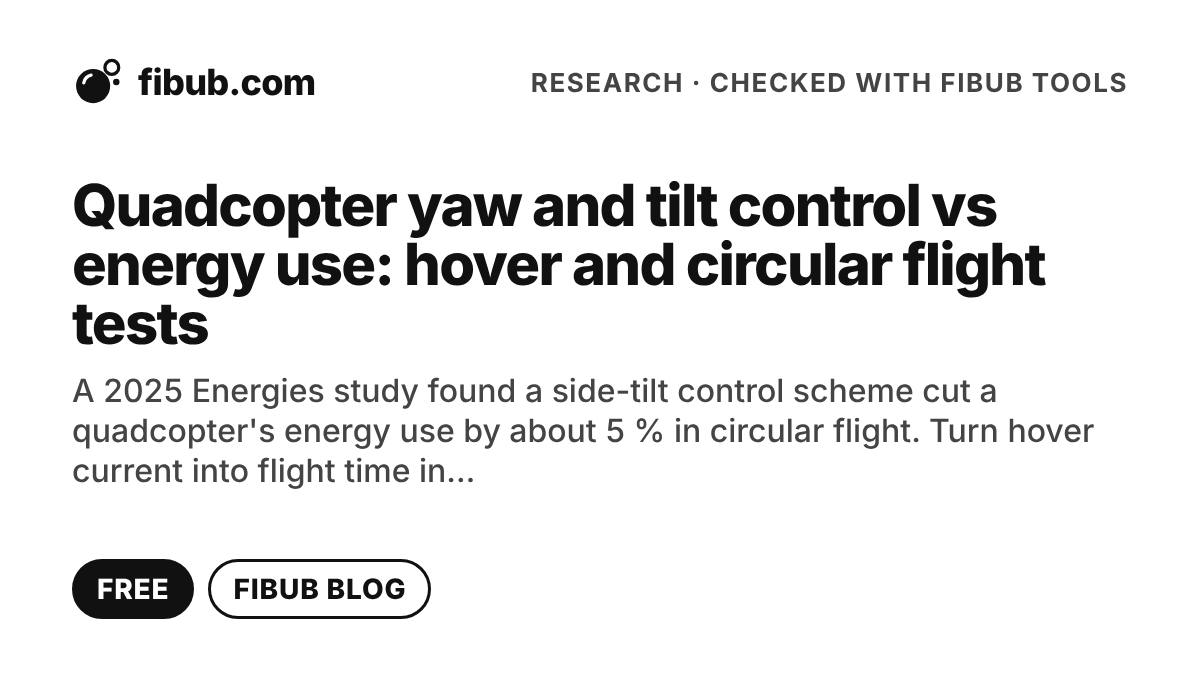 fibub.com
RESEARCH · CHECKED WITH FIBUB TOOLS
Quadcopter yaw and tilt control vs
energy use: hover and circular flight
tests
A 2025 Energies study found a side-tilt control scheme cut a
quadcopter's energy use by about 5 % in circular flight. Turn hover
current into flight time in...
FREE
FIBUB BLOG